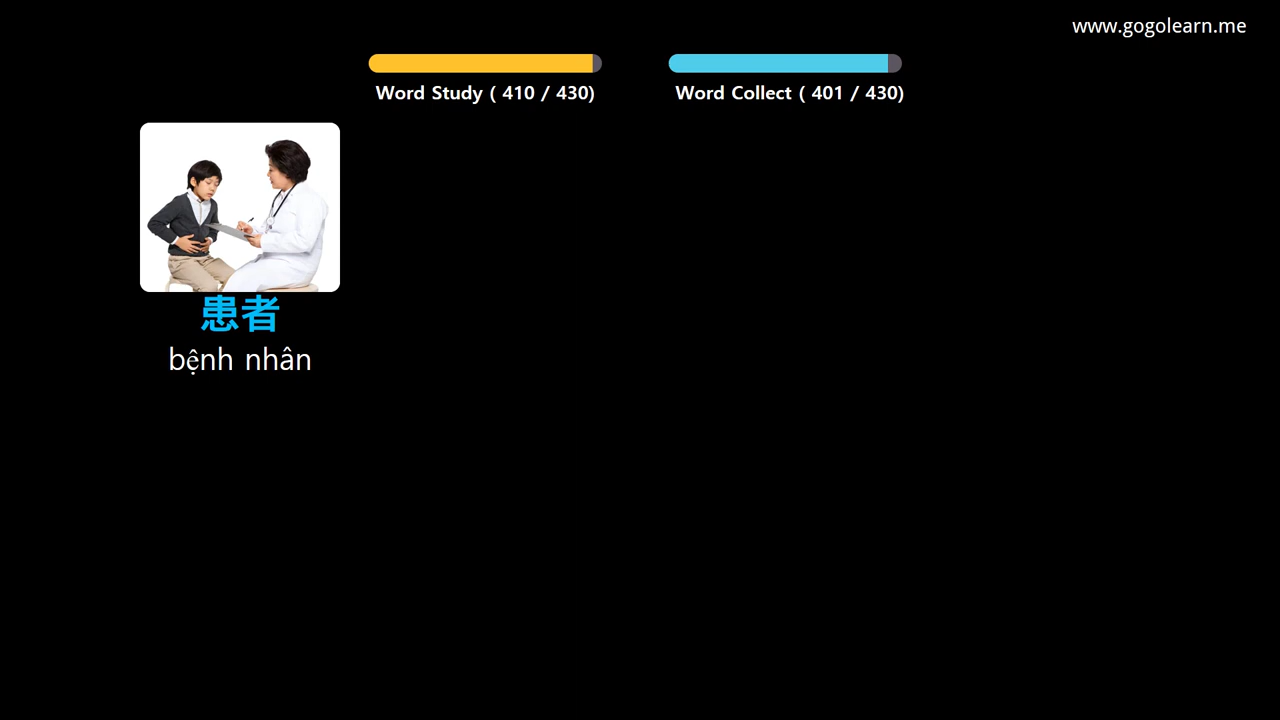 www.gogolearn.me
Word Study ( 410 / 430)
Word Collect ( 401 / 430)
患者
bệnh nhân